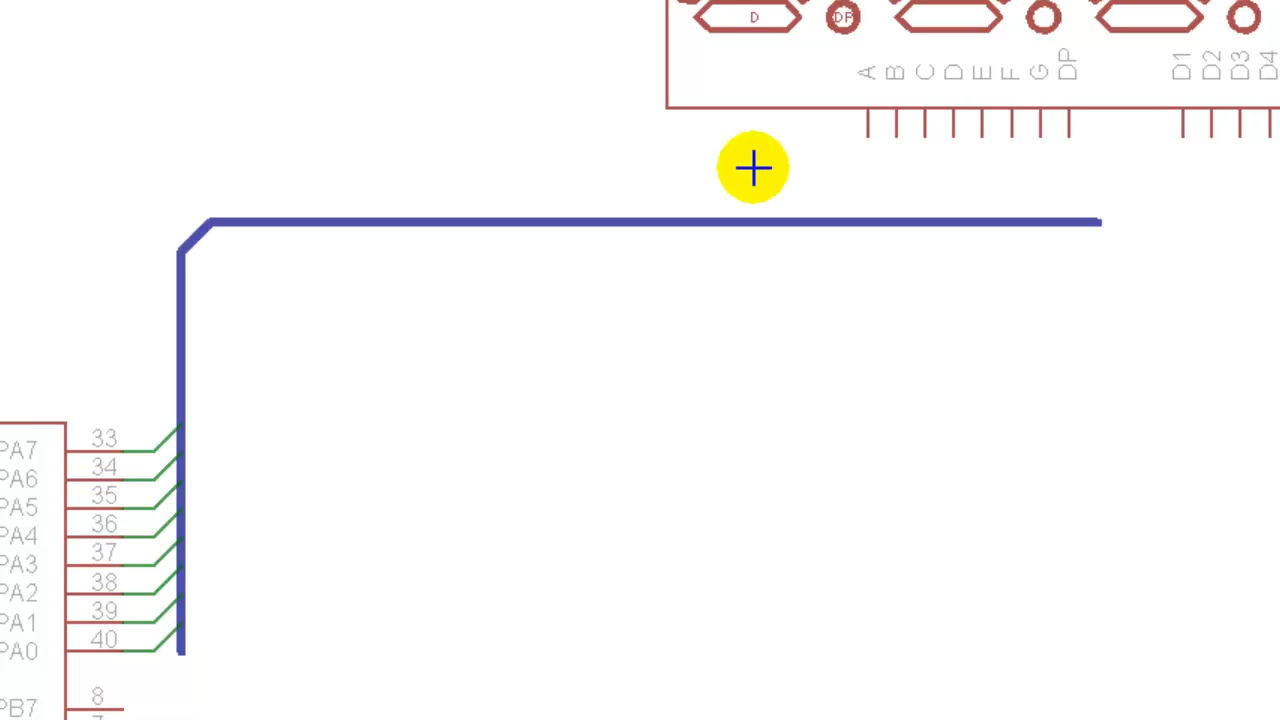 D DP
A B C D E F G DP D1 D2 D3 D4
33
PA7
34
PA6
35
PA5
36
PA4
37
PA3
38
PA2
39
PA1
40
PA0
8
PB7